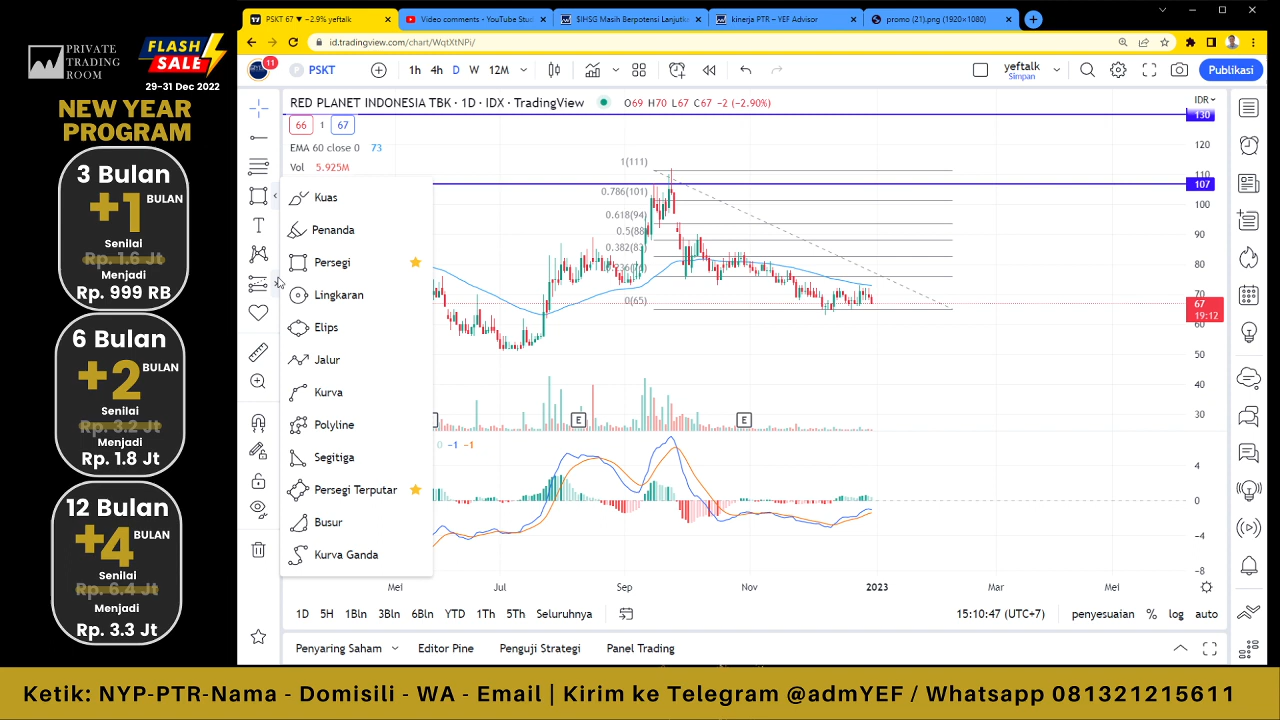 PRIVATE
TRADING
ROOM
FLASH
SALE
29-31 Dec 2022
NEW YEAR
PROGRAM
3 Bulan
+1 BULAN
Senilai
Rp. 1.6 Jt
Menjadi
Rp. 999 RB
6 Bulan
+2 BULAN
Senilai
Rp. 3.2 Jt
Menjadi
Rp. 1.8 Jt
12 Bulan
+4 BULAN
Senilai
Rp. 6.4 Jt
Menjadi
Rp. 3.3 Jt
PSKT 67 ▼ −2.9% yeftalk
Video comments - YouTube Stud
$IHSG Masih Berpotensi Lanjutk
kinerja PTR – YEF Advisor
promo (21).png (1920×1080)
id.tradingview.com/chart/WqtXtNPi/
11
PSKT
1h 4h D W 12M
yeftalk
Simpan
Publikasi
RED PLANET INDONESIA TBK · 1D · IDX · TradingView
O69 H70 L67 C67 −2 (−2.90%)
IDR
66 1 67
EMA 60 close 0 73
Vol 5.925M
Kuas
Penanda
Persegi
Lingkaran
Elips
Jalur
Kurva
Polyline
Segitiga
Persegi Terputar
Busur
Kurva Ganda
1(111)
0.786(101)
0.618(94)
0.5(88)
0.382(83)
0(65)
E
E
0 −1 −1
130
120
110
107
100
90
80
70
67
19:12
60
50
40
30
4
0
−4
−8
Mei Jul Sep Nov 2023 Mar Mei
1D 5H 1Bln 3Bln 6Bln YTD 1Th 5Th Seluruhnya
15:10:47 (UTC+7) penyesuaian % log auto
Penyaring Saham Editor Pine Penguji Strategi Panel Trading
Ketik: NYP-PTR-Nama - Domisili - WA - Email | Kirim ke Telegram @admYEF / Whatsapp 081321215611